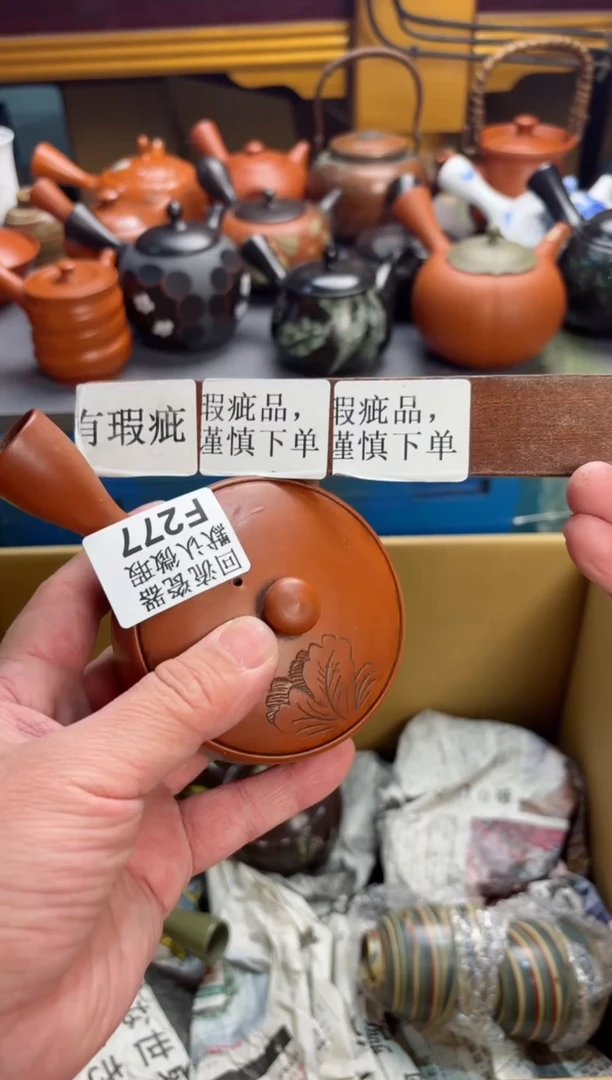 有瑕疵
瑕疵品，
谨慎下单
瑕疵品，
谨慎下单
回流瓷器
默认微瑕
F277